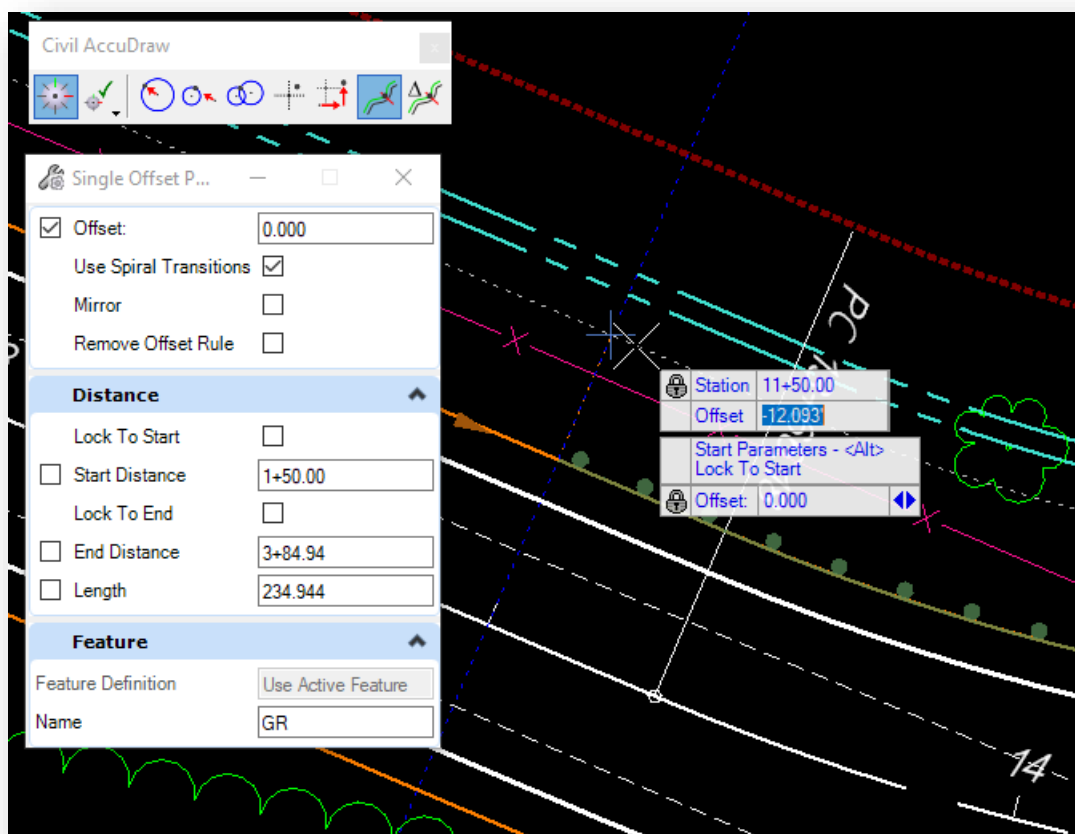 Civil AccuDraw
x
Single Offset P...
Offset:
0.000
Use Spiral Transitions
Mirror
Remove Offset Rule
Distance
Lock To Start
Start Distance
1+50.00
Lock To End
End Distance
3+84.94
Length
234.944
Feature
Feature Definition
Use Active Feature
Name
GR
PC
Station
11+50.00
Offset
-12.093'
Start Parameters - <Alt>
Lock To Start
Offset:
0.000
14